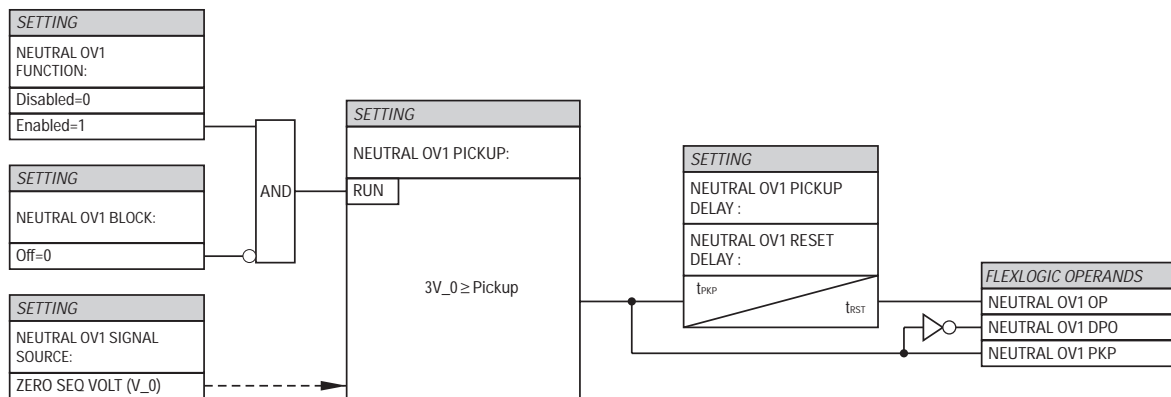 SETTING
NEUTRAL OV1
FUNCTION:
Disabled=0
Enabled=1
SETTING
NEUTRAL OV1 BLOCK:
Off=0
SETTING
NEUTRAL OV1 SIGNAL
SOURCE:
ZERO SEQ VOLT (V_0)
AND
SETTING
NEUTRAL OV1 PICKUP:
RUN
3V_0 ≥ Pickup
SETTING
NEUTRAL OV1 PICKUP
DELAY :
NEUTRAL OV1 RESET
DELAY :
tPKP
tRST
FLEXLOGIC OPERANDS
NEUTRAL OV1 OP
NEUTRAL OV1 DPO
NEUTRAL OV1 PKP